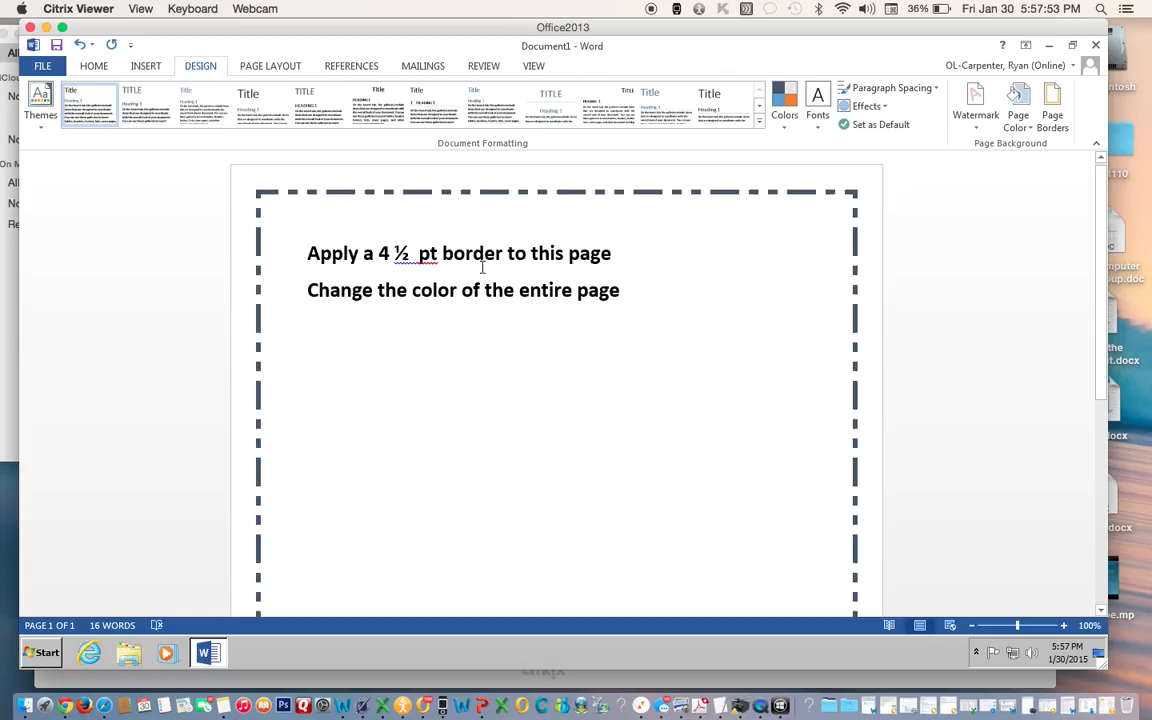 Citrix Viewer View Keyboard Webcam 36% Fri Jan 30 5:57:53 PM
Office2013
Document1 - Word
FILE HOME INSERT DESIGN PAGE LAYOUT REFERENCES MAILINGS REVIEW VIEW OL-Carpenter, Ryan (Online)
Themes Colors Fonts Paragraph Spacing Effects Set as Default Watermark Page Color Page Borders
Document Formatting Page Background
Apply a 4 ½ pt border to this page
Change the color of the entire page
PAGE 1 OF 1 16 WORDS 100%
Start 5:57 PM
1/30/2015